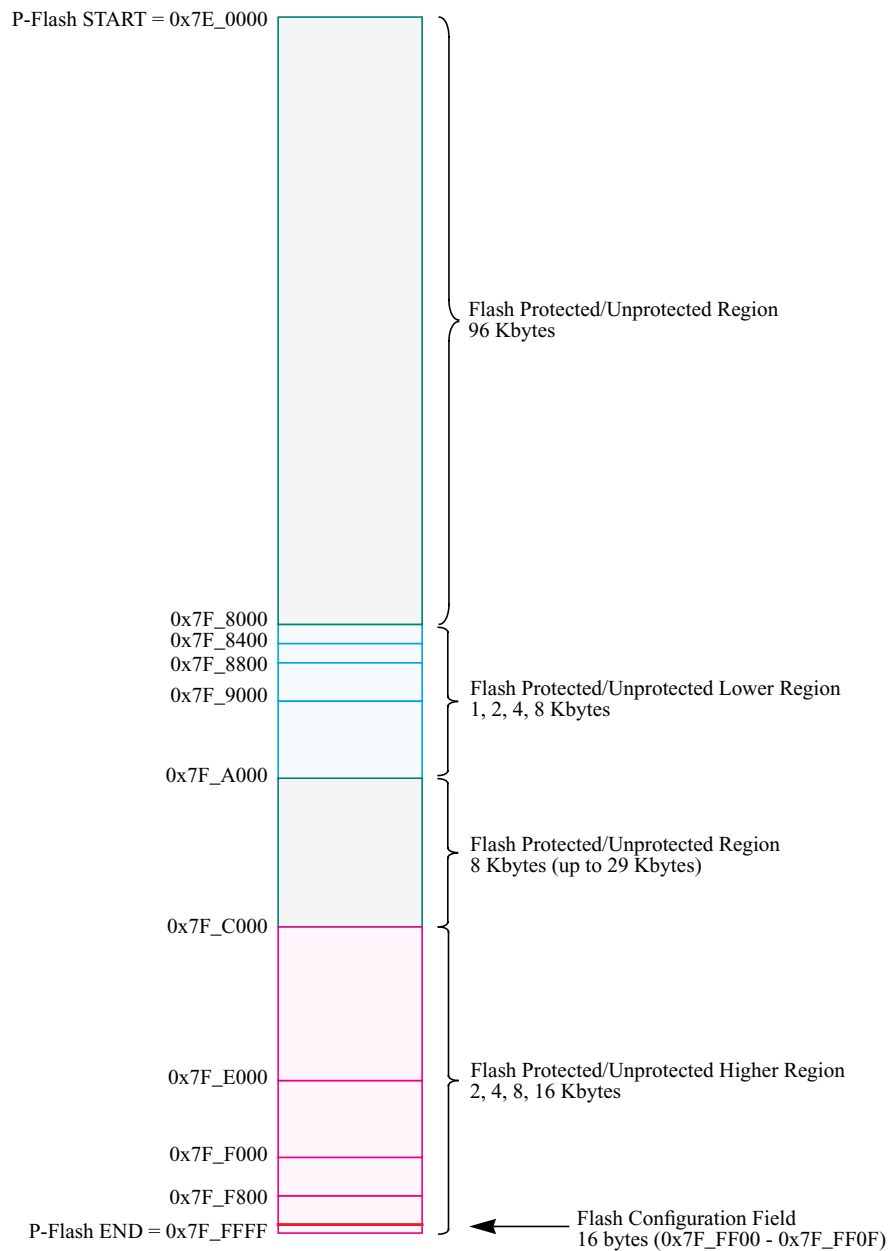 P-Flash START = 0x7E_0000
Flash Protected/Unprotected Region
96 Kbytes
0x7F_8000
0x7F_8400
0x7F_8800
0x7F_9000
Flash Protected/Unprotected Lower Region
1, 2, 4, 8 Kbytes
0x7F_A000
Flash Protected/Unprotected Region
8 Kbytes (up to 29 Kbytes)
0x7F_C000
0x7F_E000
Flash Protected/Unprotected Higher Region
2, 4, 8, 16 Kbytes
0x7F_F000
0x7F_F800
P-Flash END = 0x7F_FFFF
Flash Configuration Field
16 bytes (0x7F_FF00 - 0x7F_FF0F)